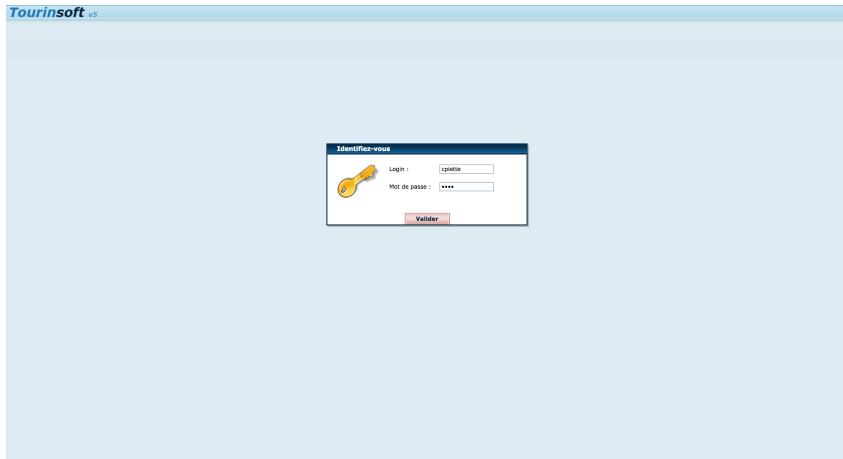 Tourinsoft v5
Identifiez-vous
Login : cpiette
Mot de passe : ••••
Valider